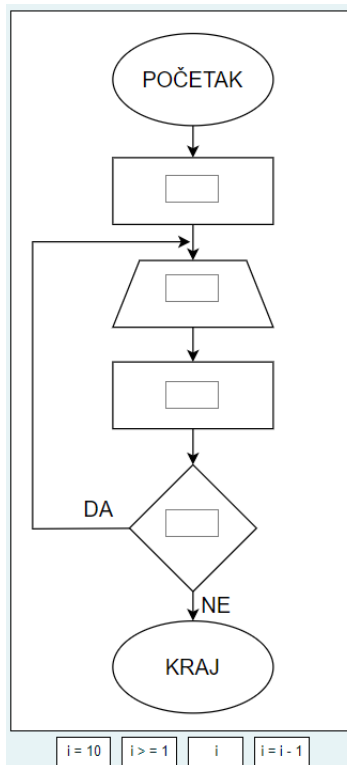 POČETAK
DA
NE
KRAJ
i = 10 i > = 1 i i = i - 1